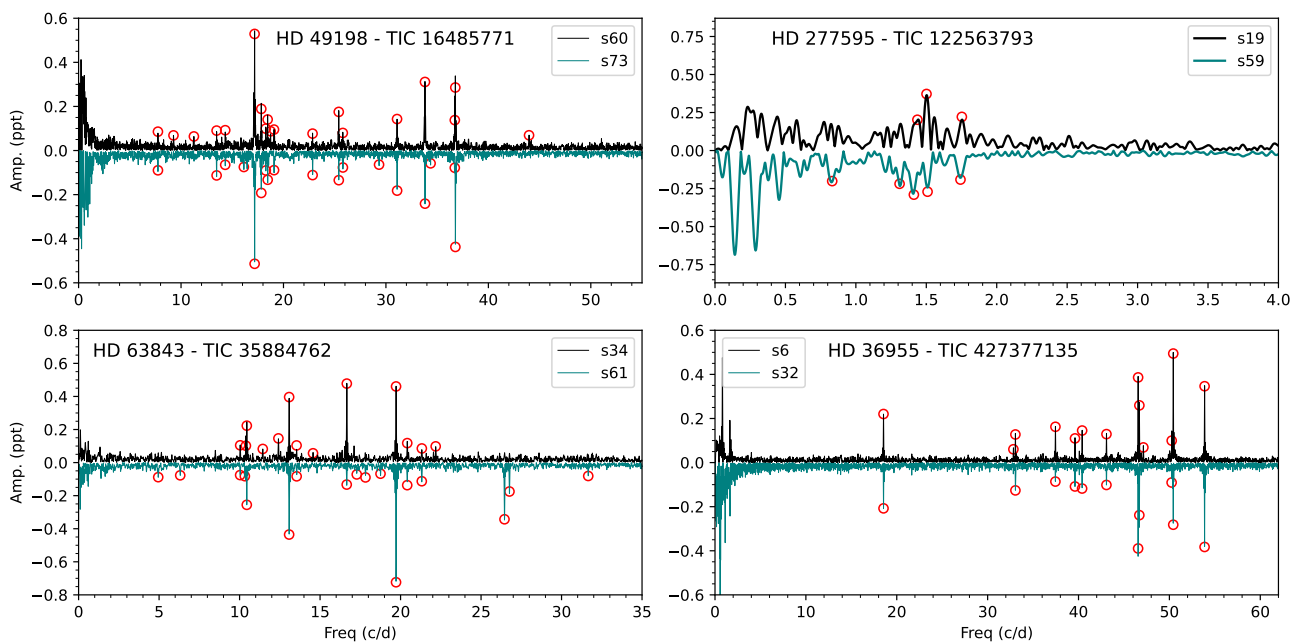 HD 49198 - TIC 16485771
s60
s73
Amp. (ppt)
0.6
0.4
0.2
0.0
−0.2
−0.4
−0.6
0 10 20 30 40 50
HD 277595 - TIC 122563793
s19
s59
0.75
0.50
0.25
0.00
−0.25
−0.50
−0.75
0.0 0.5 1.0 1.5 2.0 2.5 3.0 3.5 4.0
HD 63843 - TIC 35884762
s34
s61
Amp. (ppt)
0.8
0.6
0.4
0.2
0.0
−0.2
−0.4
−0.6
−0.8
0 5 10 15 20 25 30 35
Freq (c/d)
s6
s32
HD 36955 - TIC 427377135
0.6
0.4
0.2
0.0
−0.2
−0.4
−0.6
0 10 20 30 40 50 60
Freq (c/d)